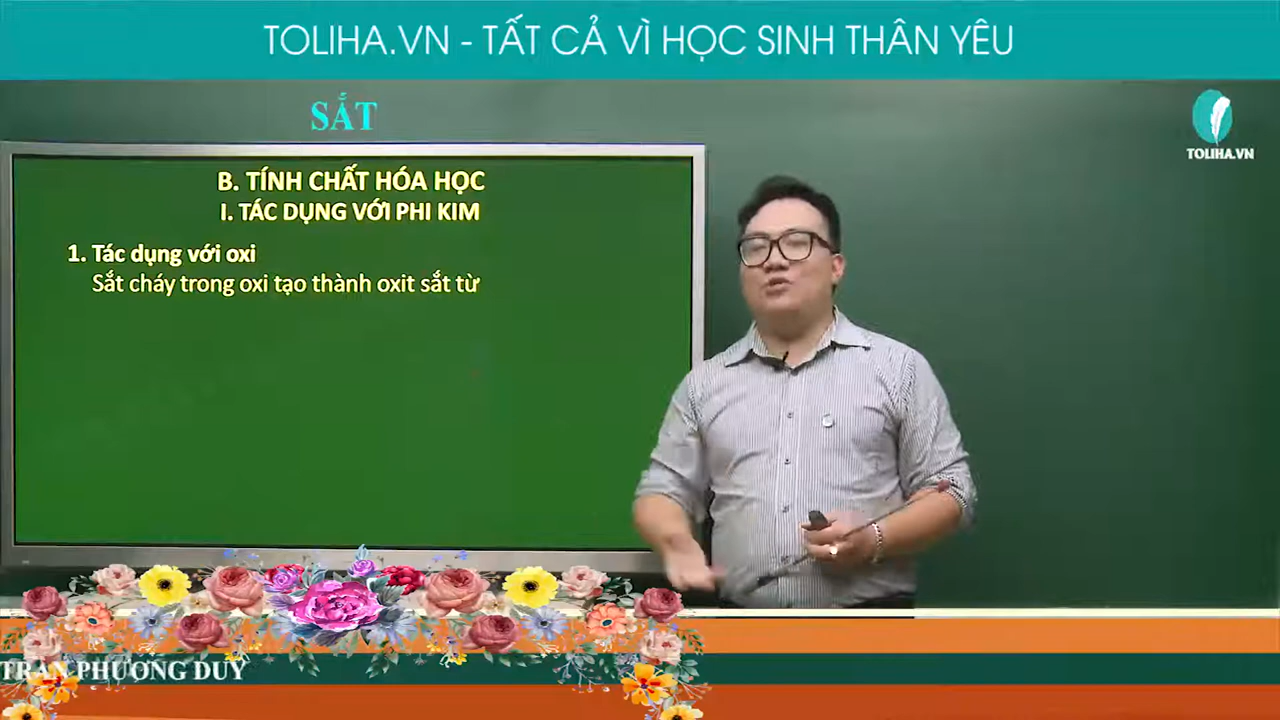 TOLIHA.VN - TẤT CẢ VÌ HỌC SINH THÂN YÊU
SẮT
TOLIHA.VN
B. TÍNH CHẤT HÓA HỌC
I. TÁC DỤNG VỚI PHI KIM
1. Tác dụng với oxi
Sắt cháy trong oxi tạo thành oxit sắt từ
TRẦN PHƯƠNG DUY